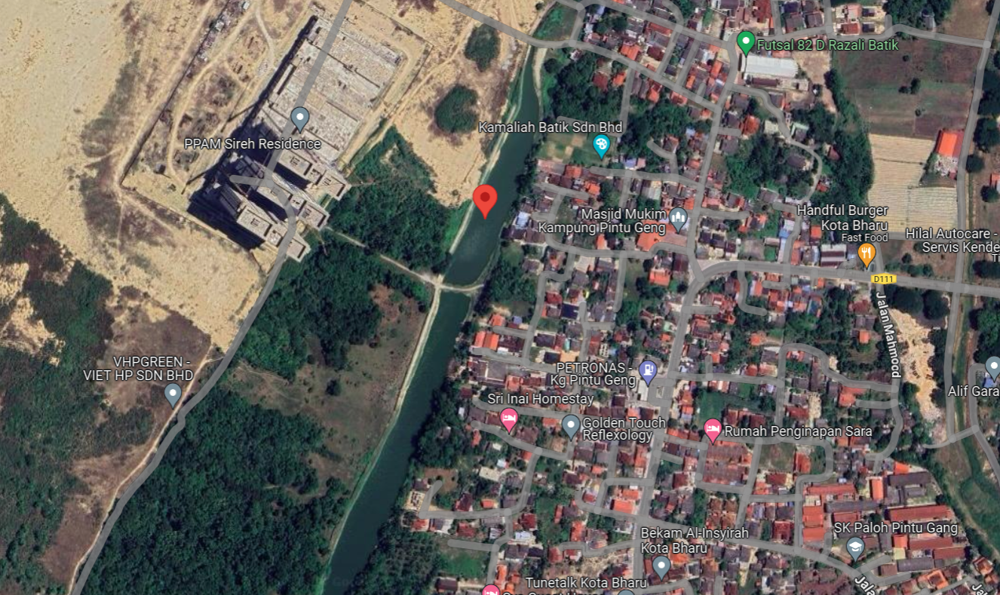 Futsal 82 D Razali Batik
Kamaliah Batik Sdn Bhd
PPAM Sireh Residence
Masjid Mukim
Kampung Pintu Geng
Handful Burger
Kota Bharu
Fast Food
Hilal Autocare -
Servis Kende
Ti
D111
Jalan Mahmood
VHPGREEN -
VIET HP SDN BHD
PETRONAS -
Kg Pintu Geng
Alif Gara
Sri Inai Homestay
Golden Touch
Reflexology
Rumah Penginapan Sara
SK Paloh Pintu Gang
Bekam Al-Insyirah
Kota Bharu
Tunetalk Kota Bharu
Jala